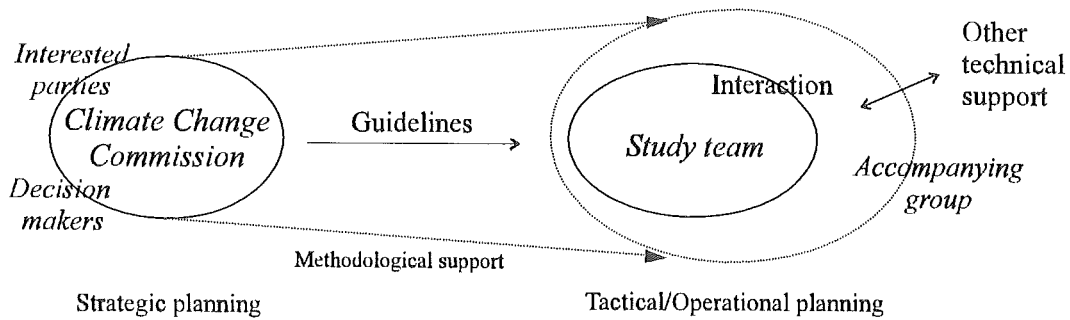 Interested
parties
Climate Change
Commission
Decision
makers
Guidelines
Methodological support
Interaction
Study team
Accompanying
group
Other
technical
support
Strategic planning
Tactical/Operational planning